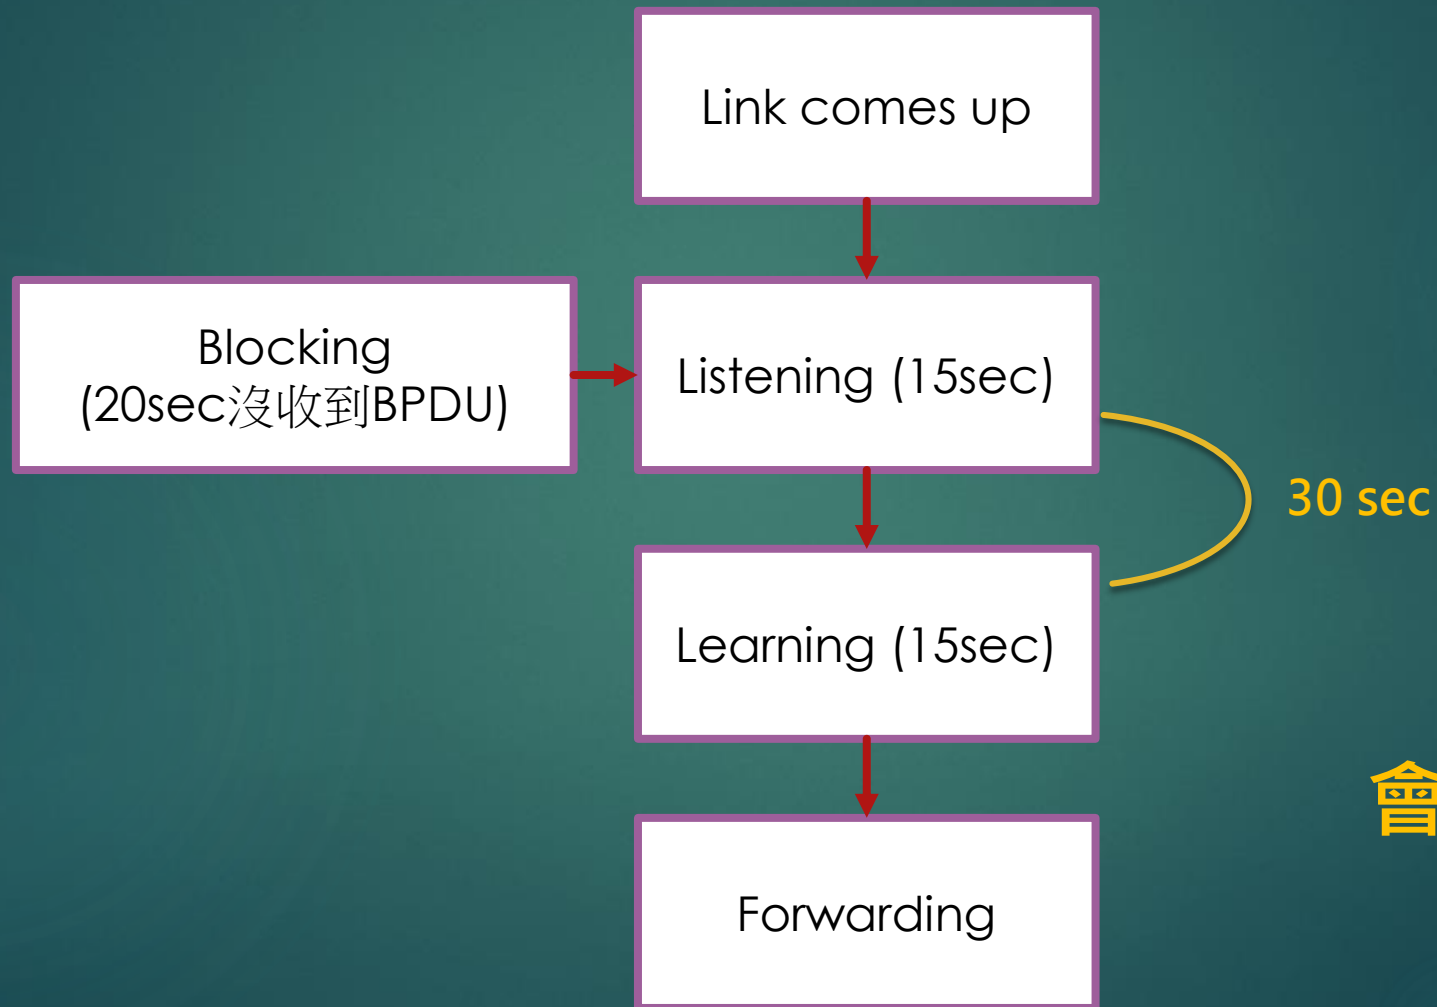 Link comes up
Blocking
(20sec沒收到BPDU)
Listening (15sec)
30 sec
Learning (15sec)
會
Forwarding